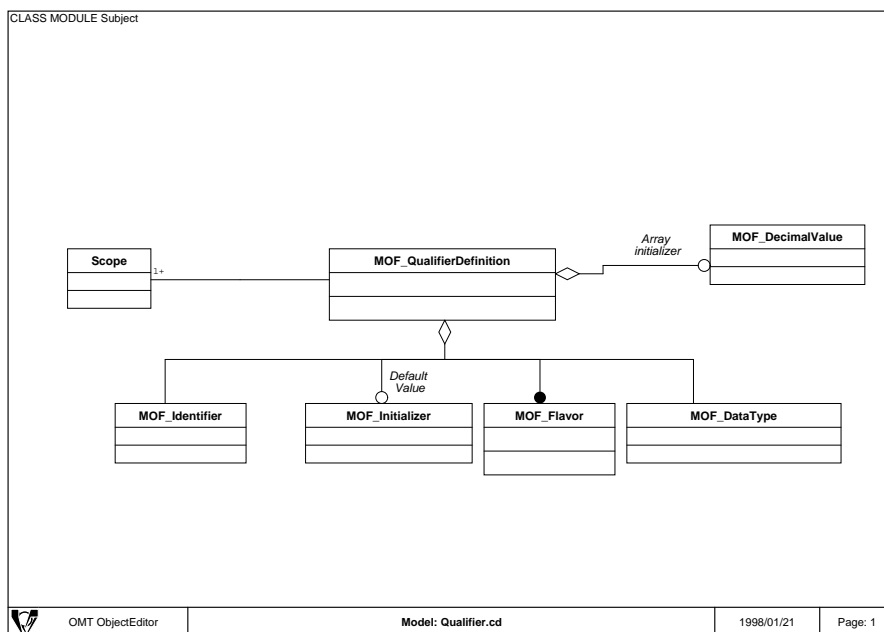 CLASS MODULE Subject
Array
initializer
MOF_DecimalValue
Scope
1+
MOF_QualifierDefinition
Default
Value
MOF_Identifier
MOF_Initializer
MOF_Flavor
MOF_DataType
OMT ObjectEditor
Model: Qualifier.cd
1998/01/21
Page: 1